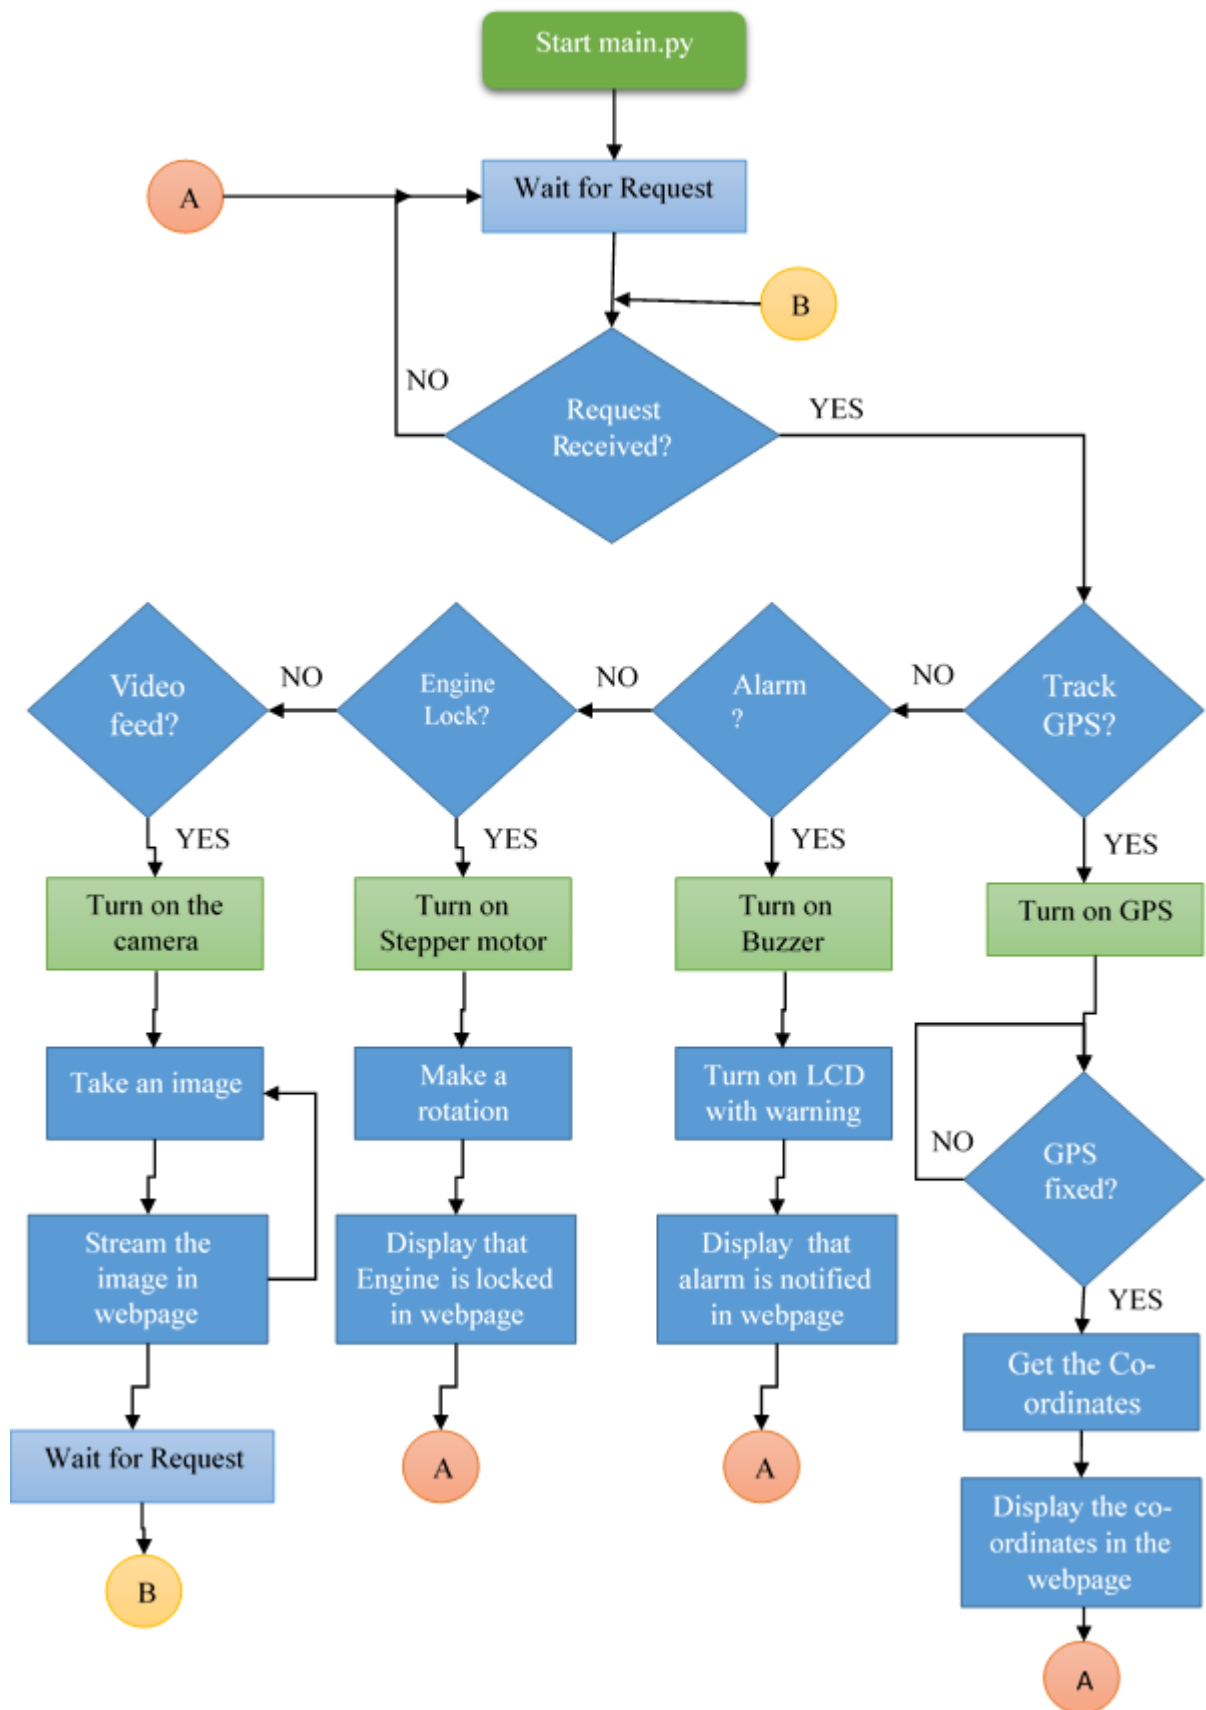 Start main.py
A
Wait for Request
B
NO
YES
Request
Received?
Video
feed?
NO
Engine
Lock?
NO
Alarm
?
NO
Track
GPS?
YES
YES
YES
YES
Turn on the
camera
Turn on
Stepper motor
Turn on
Buzzer
Turn on GPS
Take an image
Make a
rotation
Turn on LCD
with warning
NO
GPS
fixed?
Stream the
image in
webpage
Display that
Engine is locked
in webpage
Display that
alarm is notified
in webpage
YES
Get the Co-
ordinates
Wait for Request
A
A
Display the co-
ordinates in the
webpage
B
A